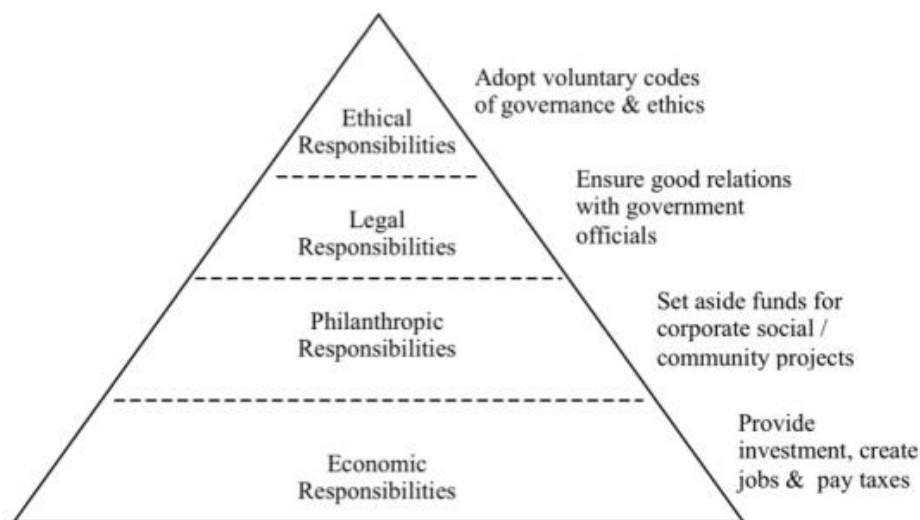 Adopt voluntary codes
of governance & ethics
Ethical
Responsibilities
Ensure good relations
with government
officials
Legal
Responsibilities
Set aside funds for
corporate social /
community projects
Philanthropic
Responsibilities
Provide
investment, create
jobs & pay taxes
Economic
Responsibilities